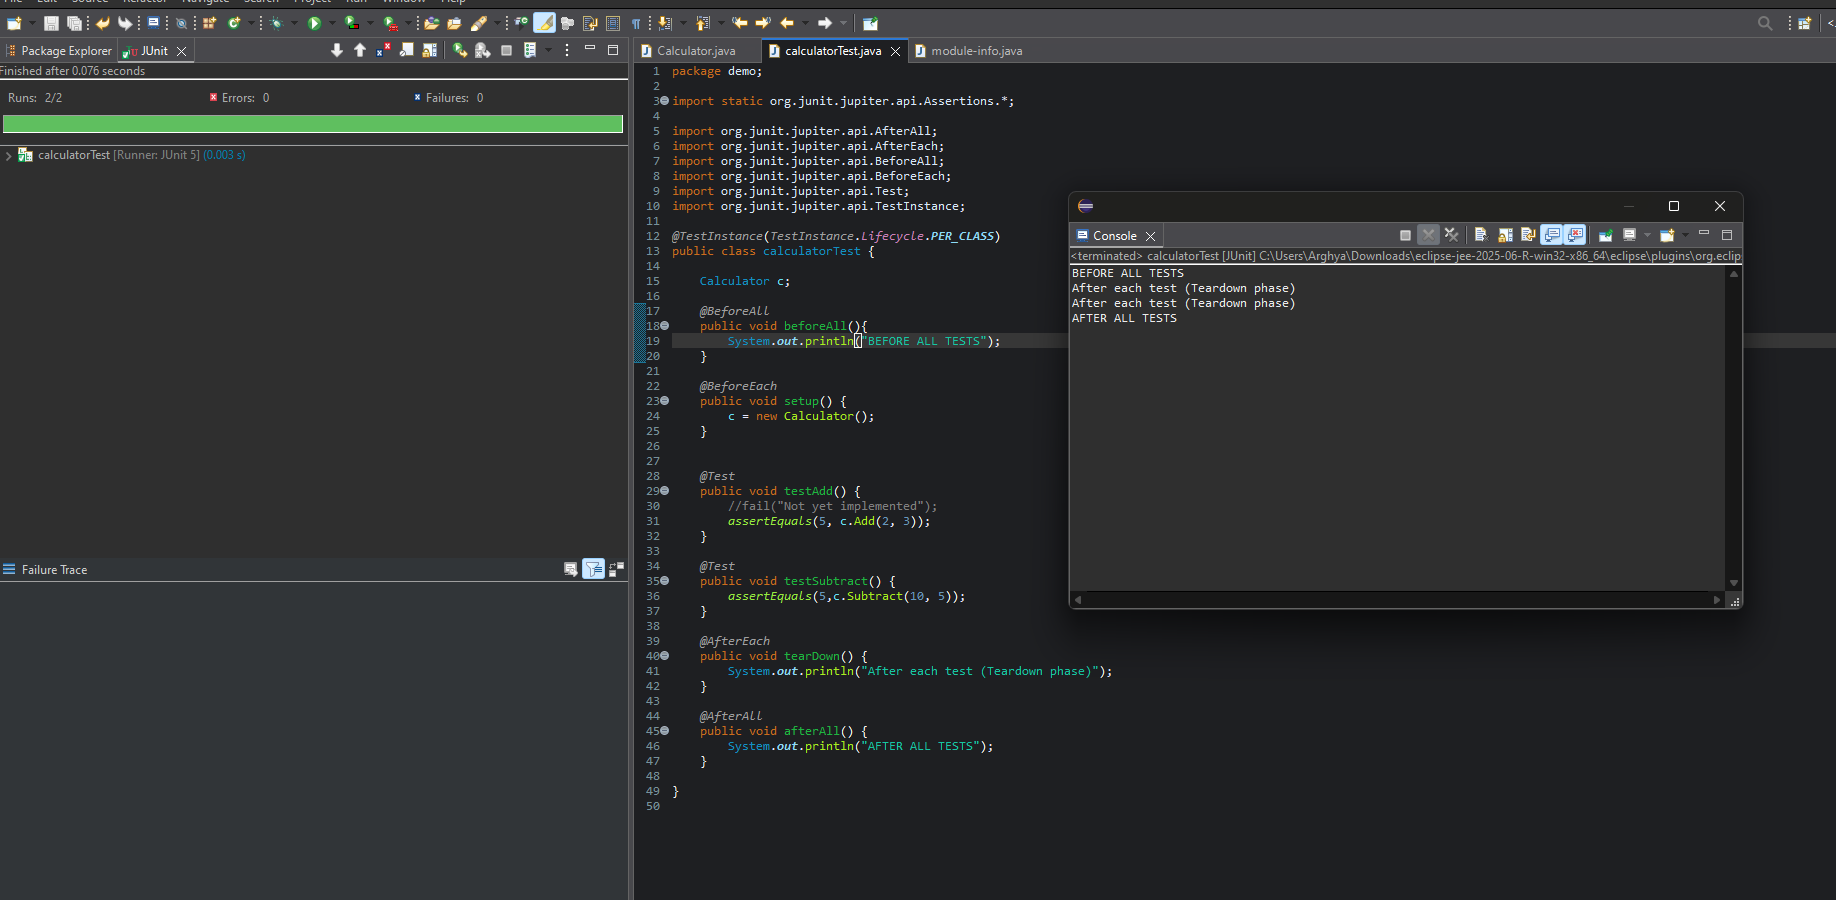 File Edit Source Refactor Navigate Search Project Run Window Help
Package Explorer JUnit
Finished after 0.076 seconds
Runs: 2/2 Errors: 0 Failures: 0
calculatorTest [Runner: JUnit 5] (0.003 s)
Failure Trace
Calculator.java calculatorTest.java module-info.java
1 package demo;
2
3 import static org.junit.jupiter.api.Assertions.*;
4
5 import org.junit.jupiter.api.AfterAll;
6 import org.junit.jupiter.api.AfterEach;
7 import org.junit.jupiter.api.BeforeAll;
8 import org.junit.jupiter.api.BeforeEach;
9 import org.junit.jupiter.api.Test;
10 import org.junit.jupiter.api.TestInstance;
11
12 @TestInstance(TestInstance.Lifecycle.PER_CLASS)
13 public class calculatorTest {
14
15 Calculator c;
16
17 @BeforeAll
18 public void beforeAll(){
19 System.out.println("BEFORE ALL TESTS");
20 }
21
22 @BeforeEach
23 public void setup() {
24 c = new Calculator();
25 }
26
27
28 @Test
29 public void testAdd() {
30 //fail("Not yet implemented");
31 assertEquals(5, c.Add(2, 3));
32 }
33
34 @Test
35 public void testSubtract() {
36 assertEquals(5,c.Subtract(10, 5));
37 }
38
39 @AfterEach
40 public void tearDown() {
41 System.out.println("After each test (Teardown phase)");
42 }
43
44 @AfterAll
45 public void afterAll() {
46 System.out.println("AFTER ALL TESTS");
47 }
48
49 }
50
Console
<terminated> calculatorTest [JUnit] C:\Users\Arghya\Downloads\eclipse-jee-2025-06-R-win32-x86_64\eclipse\plugins\org.eclip
BEFORE ALL TESTS
After each test (Teardown phase)
After each test (Teardown phase)
AFTER ALL TESTS